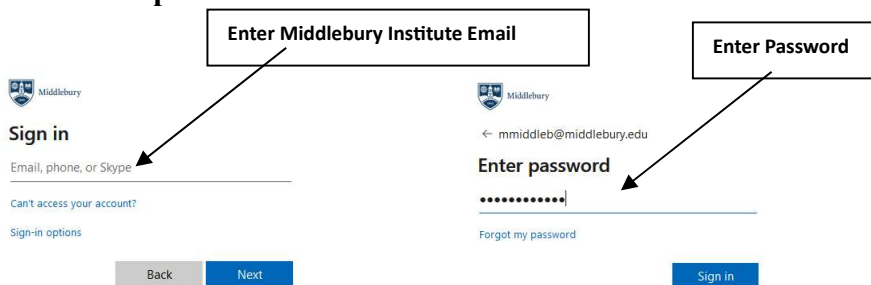 Enter Middlebury Institute Email
Middlebury
Sign in
Email, phone, or Skype
Can't access your account?
Sign-in options
Back
Next
Enter Password
Middlebury
← mmiddleb@middlebury.edu
Enter password
••••••••••••
Forgot my password
Sign in